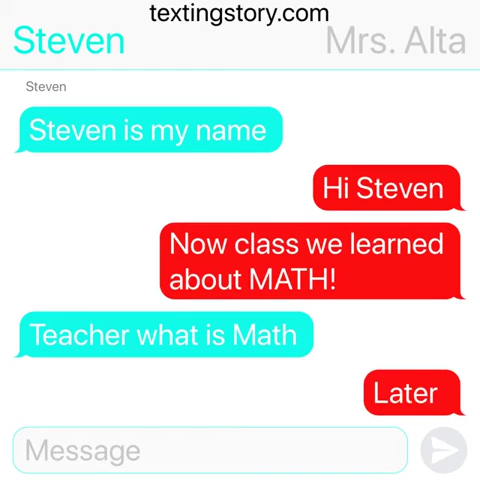 textingstory.com
Steven
Mrs. Alta
Steven
Steven is my name
Hi Steven
Now class we learned
about MATH!
Teacher what is Math
Later
Message